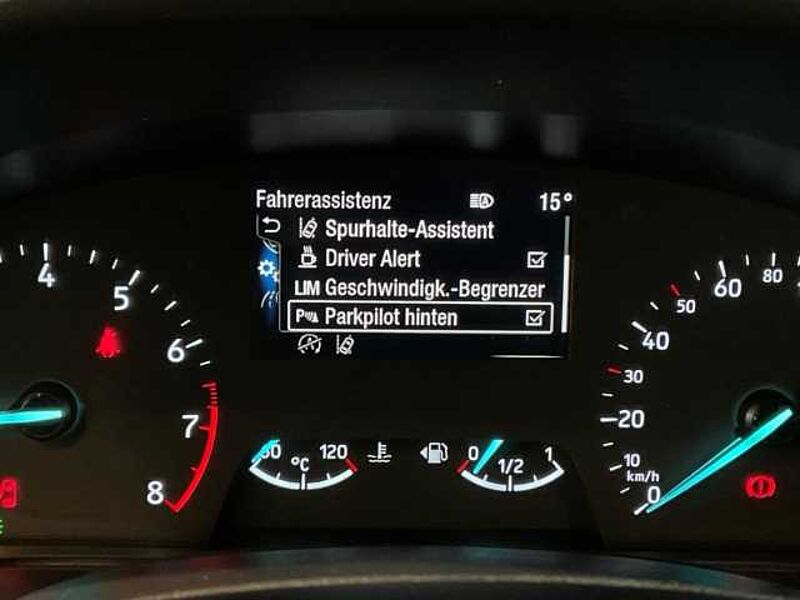 Fahrerassistenz 15°
Spurhalte-Assistent
Driver Alert
LIM Geschwindigk.-Begrenzer
P Parkpilot hinten
4
5
6
7
8
120
°C
0 1/2 1
80
60
50
40
30
20
10
km/h
0